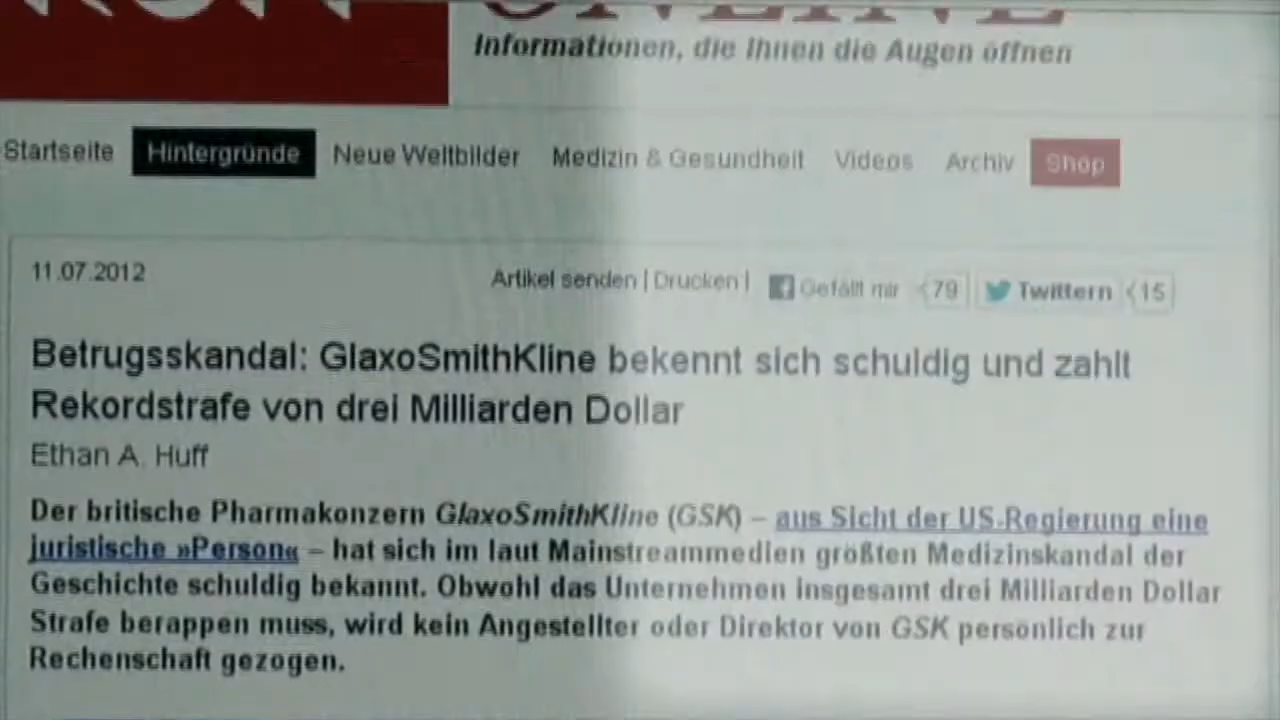 ONLINE
Informationen, die Ihnen die Augen öffnen
Startseite Hintergründe Neue Weltbilder Medizin & Gesundheit Videos Archiv Shop
11.07.2012 Artikel senden | Drucken | Gefällt mir 79 Twittern 15
Betrugsskandal: GlaxoSmithKline bekennt sich schuldig und zahlt
Rekordstrafe von drei Milliarden Dollar
Ethan A. Huff
Der britische Pharmakonzern GlaxoSmithKline (GSK) – aus Sicht der US-Regierung eine
juristische »Person« – hat sich im laut Mainstreammedien größten Medizinskandal der
Geschichte schuldig bekannt. Obwohl das Unternehmen insgesamt drei Milliarden Dollar
Strafe berappen muss, wird kein Angestellter oder Direktor von GSK persönlich zur
Rechenschaft gezogen.